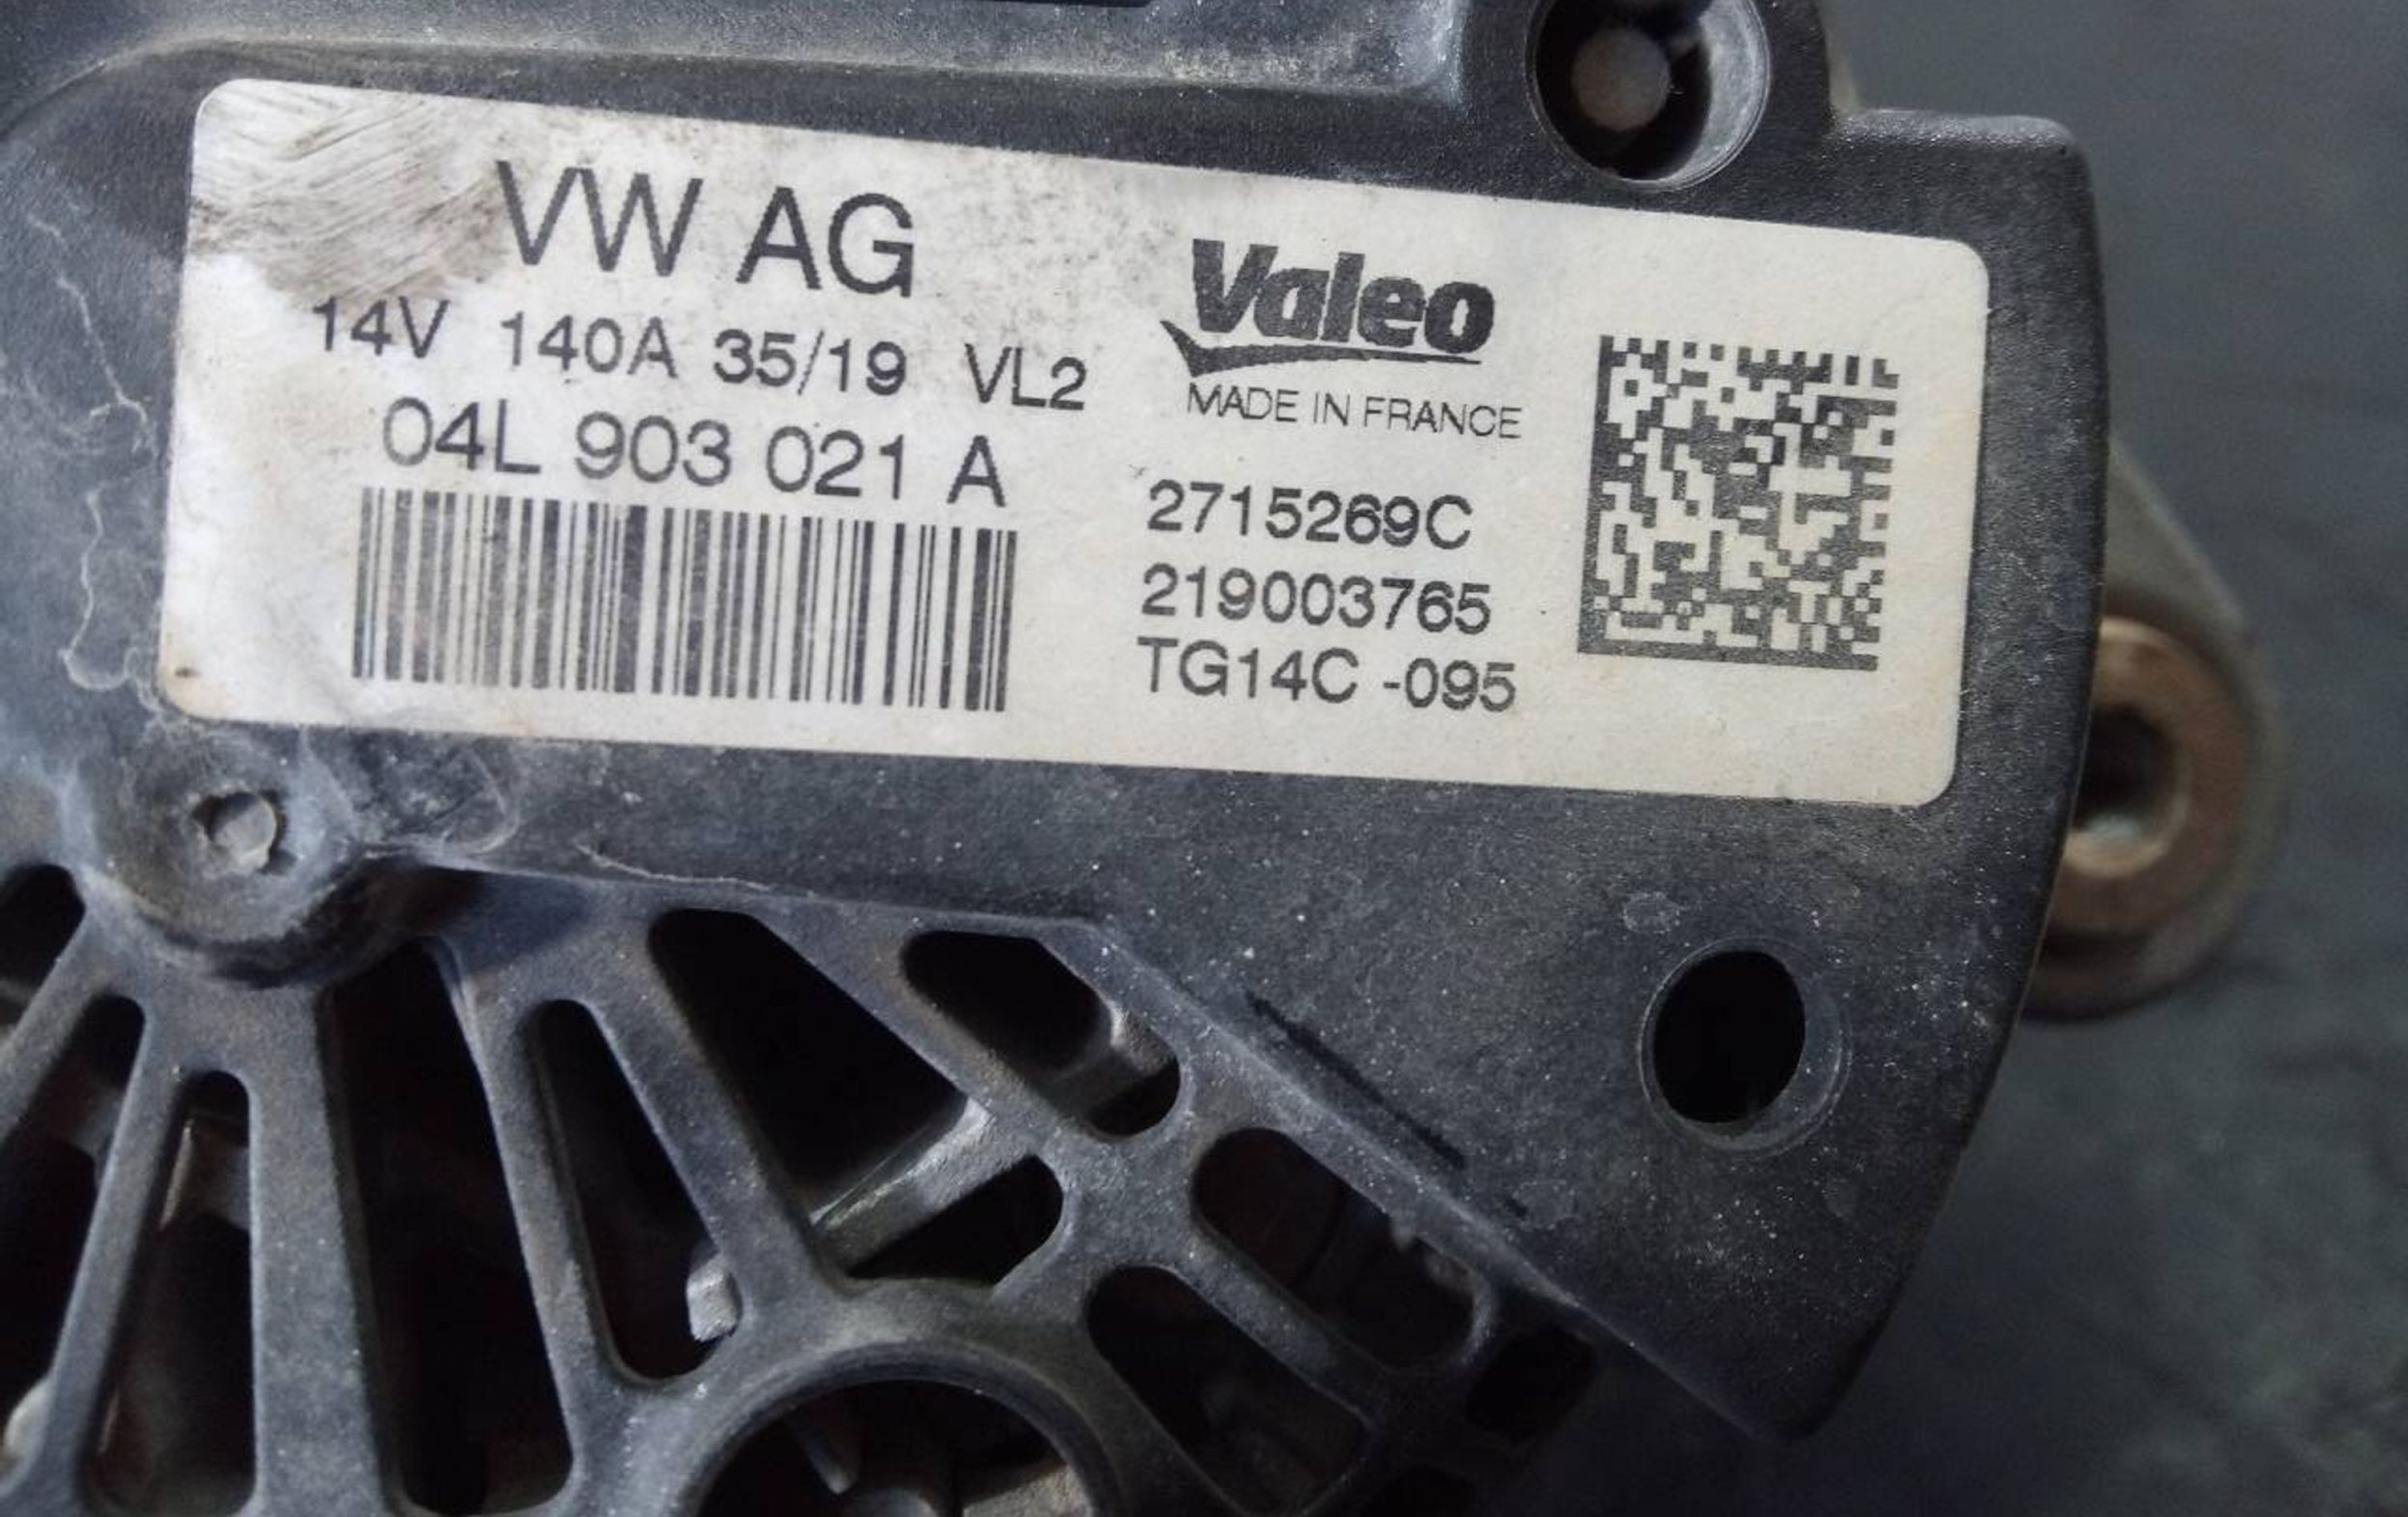 VW AG
14V 140A 35/19 VL2
04L 903 021 A
Valeo
MADE IN FRANCE
2715269C
219003765
TG14C -095